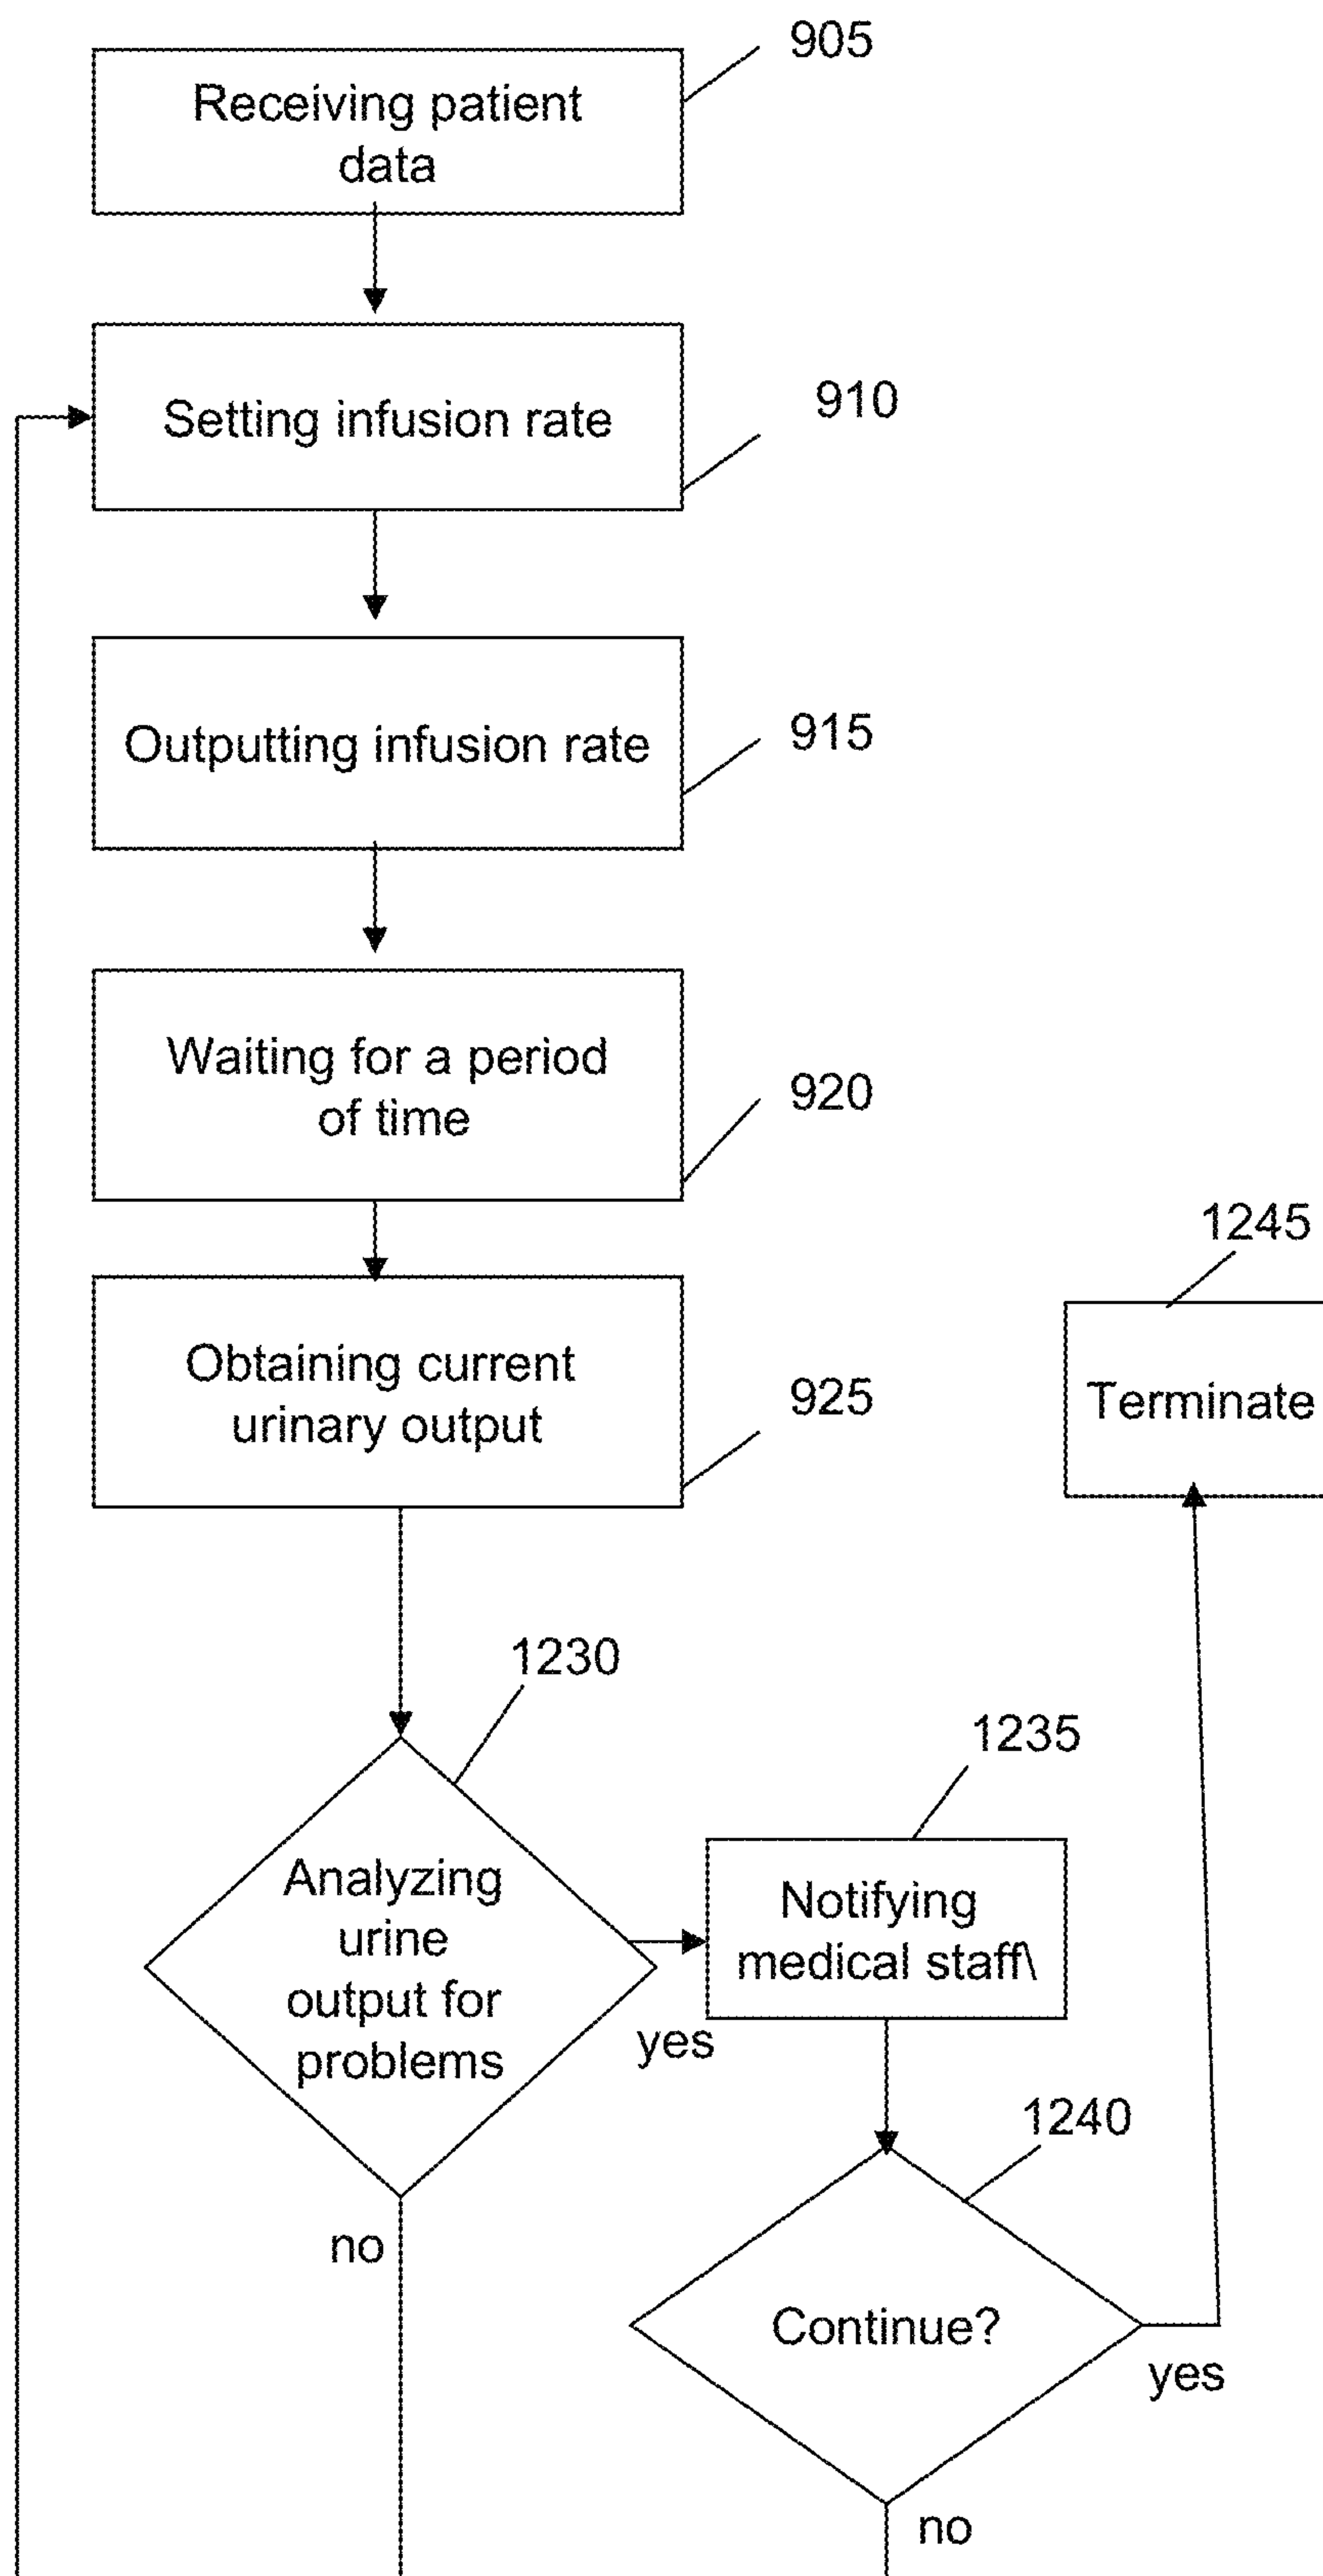 905
Receiving patient
data
910
Setting infusion rate
915
Outputting infusion rate
Waiting for a period
of time
920
1245
Obtaining current
urinary output
925
Terminate
1230
1235
Analyzing
urine
output for
problems
Notifying
medical staff\
yes
1240
no
Continue?
yes
no